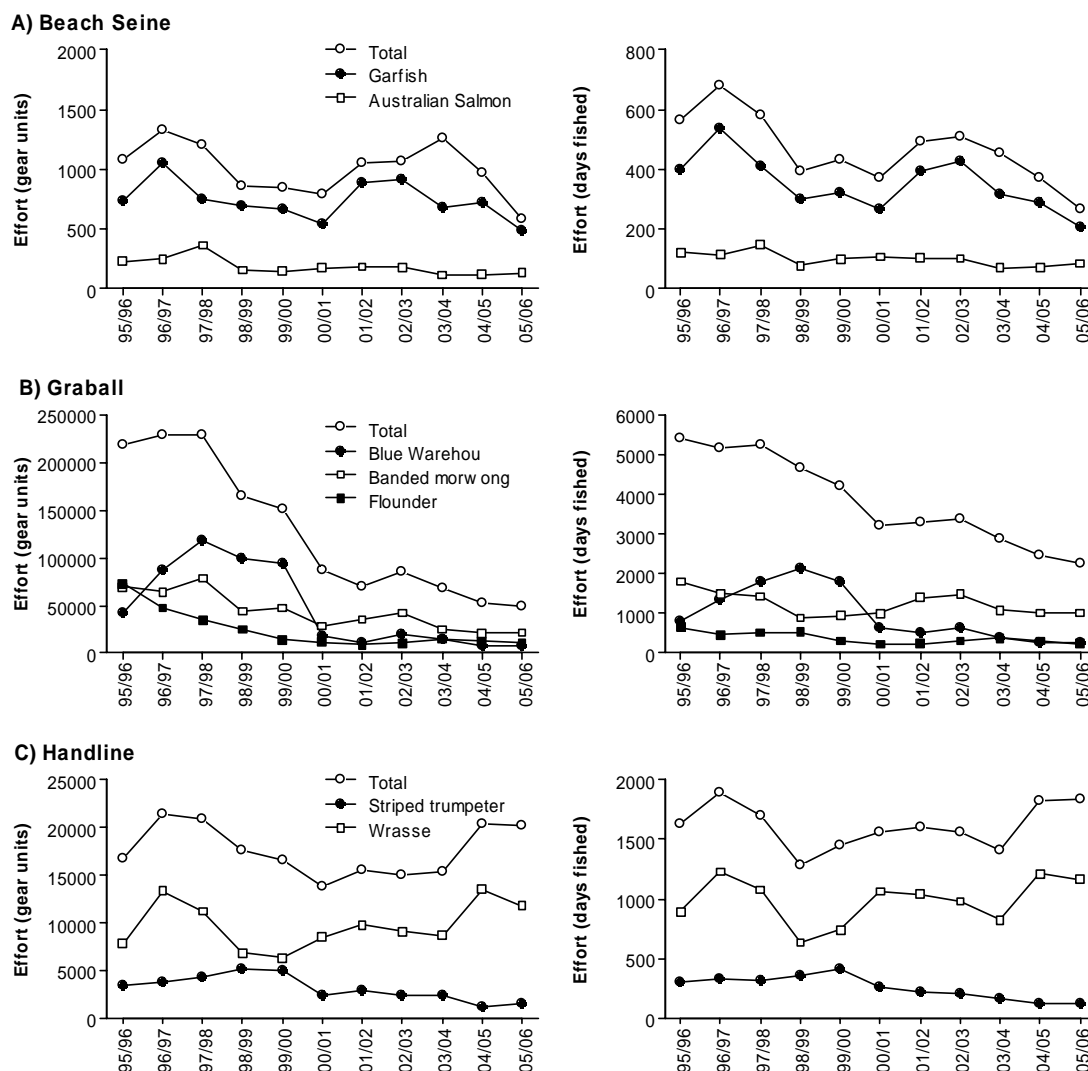 A) Beach Seine
Effort (gear units)
2000
1500
1000
500
0
Total
Garfish
Australian Salmon
95/96 96/97 97/98 98/99 99/00 00/01 01/02 02/03 03/04 04/05 05/06
Effort (days fished)
800
600
400
200
0
95/96 96/97 97/98 98/99 99/00 00/01 01/02 02/03 03/04 04/05 05/06
B) Graball
Effort (gear units)
250000
200000
150000
100000
50000
0
Total
Blue Warehou
Banded morw ong
Flounder
95/96 96/97 97/98 98/99 99/00 00/01 01/02 02/03 03/04 04/05 05/06
Effort (days fished)
6000
5000
4000
3000
2000
1000
0
95/96 96/97 97/98 98/99 99/00 00/01 01/02 02/03 03/04 04/05 05/06
C) Handline
Effort (gear units)
25000
20000
15000
10000
5000
0
Total
Striped trumpeter
Wrasse
95/96 96/97 97/98 98/99 99/00 00/01 01/02 02/03 03/04 04/05 05/06
Effort (days fished)
2000
1500
1000
500
0
95/96 96/97 97/98 98/99 99/00 00/01 01/02 02/03 03/04 04/05 05/06